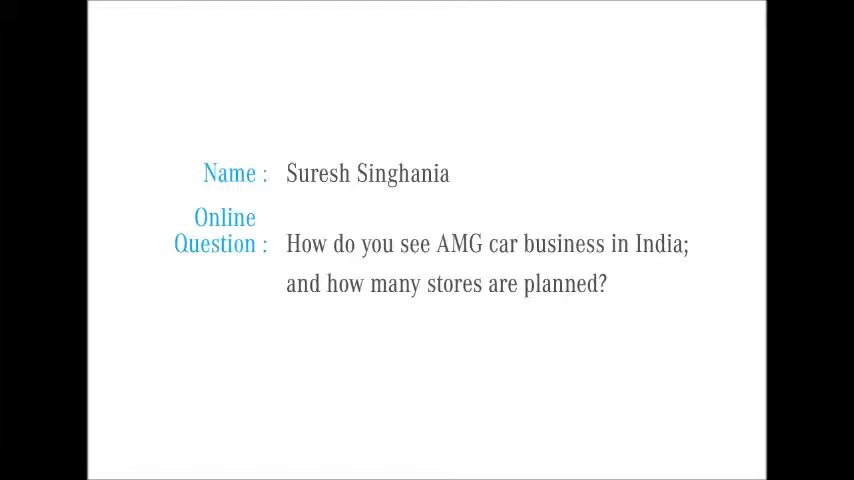 Name : Suresh Singhania
Online
Question : How do you see AMG car business in India;
and how many stores are planned?